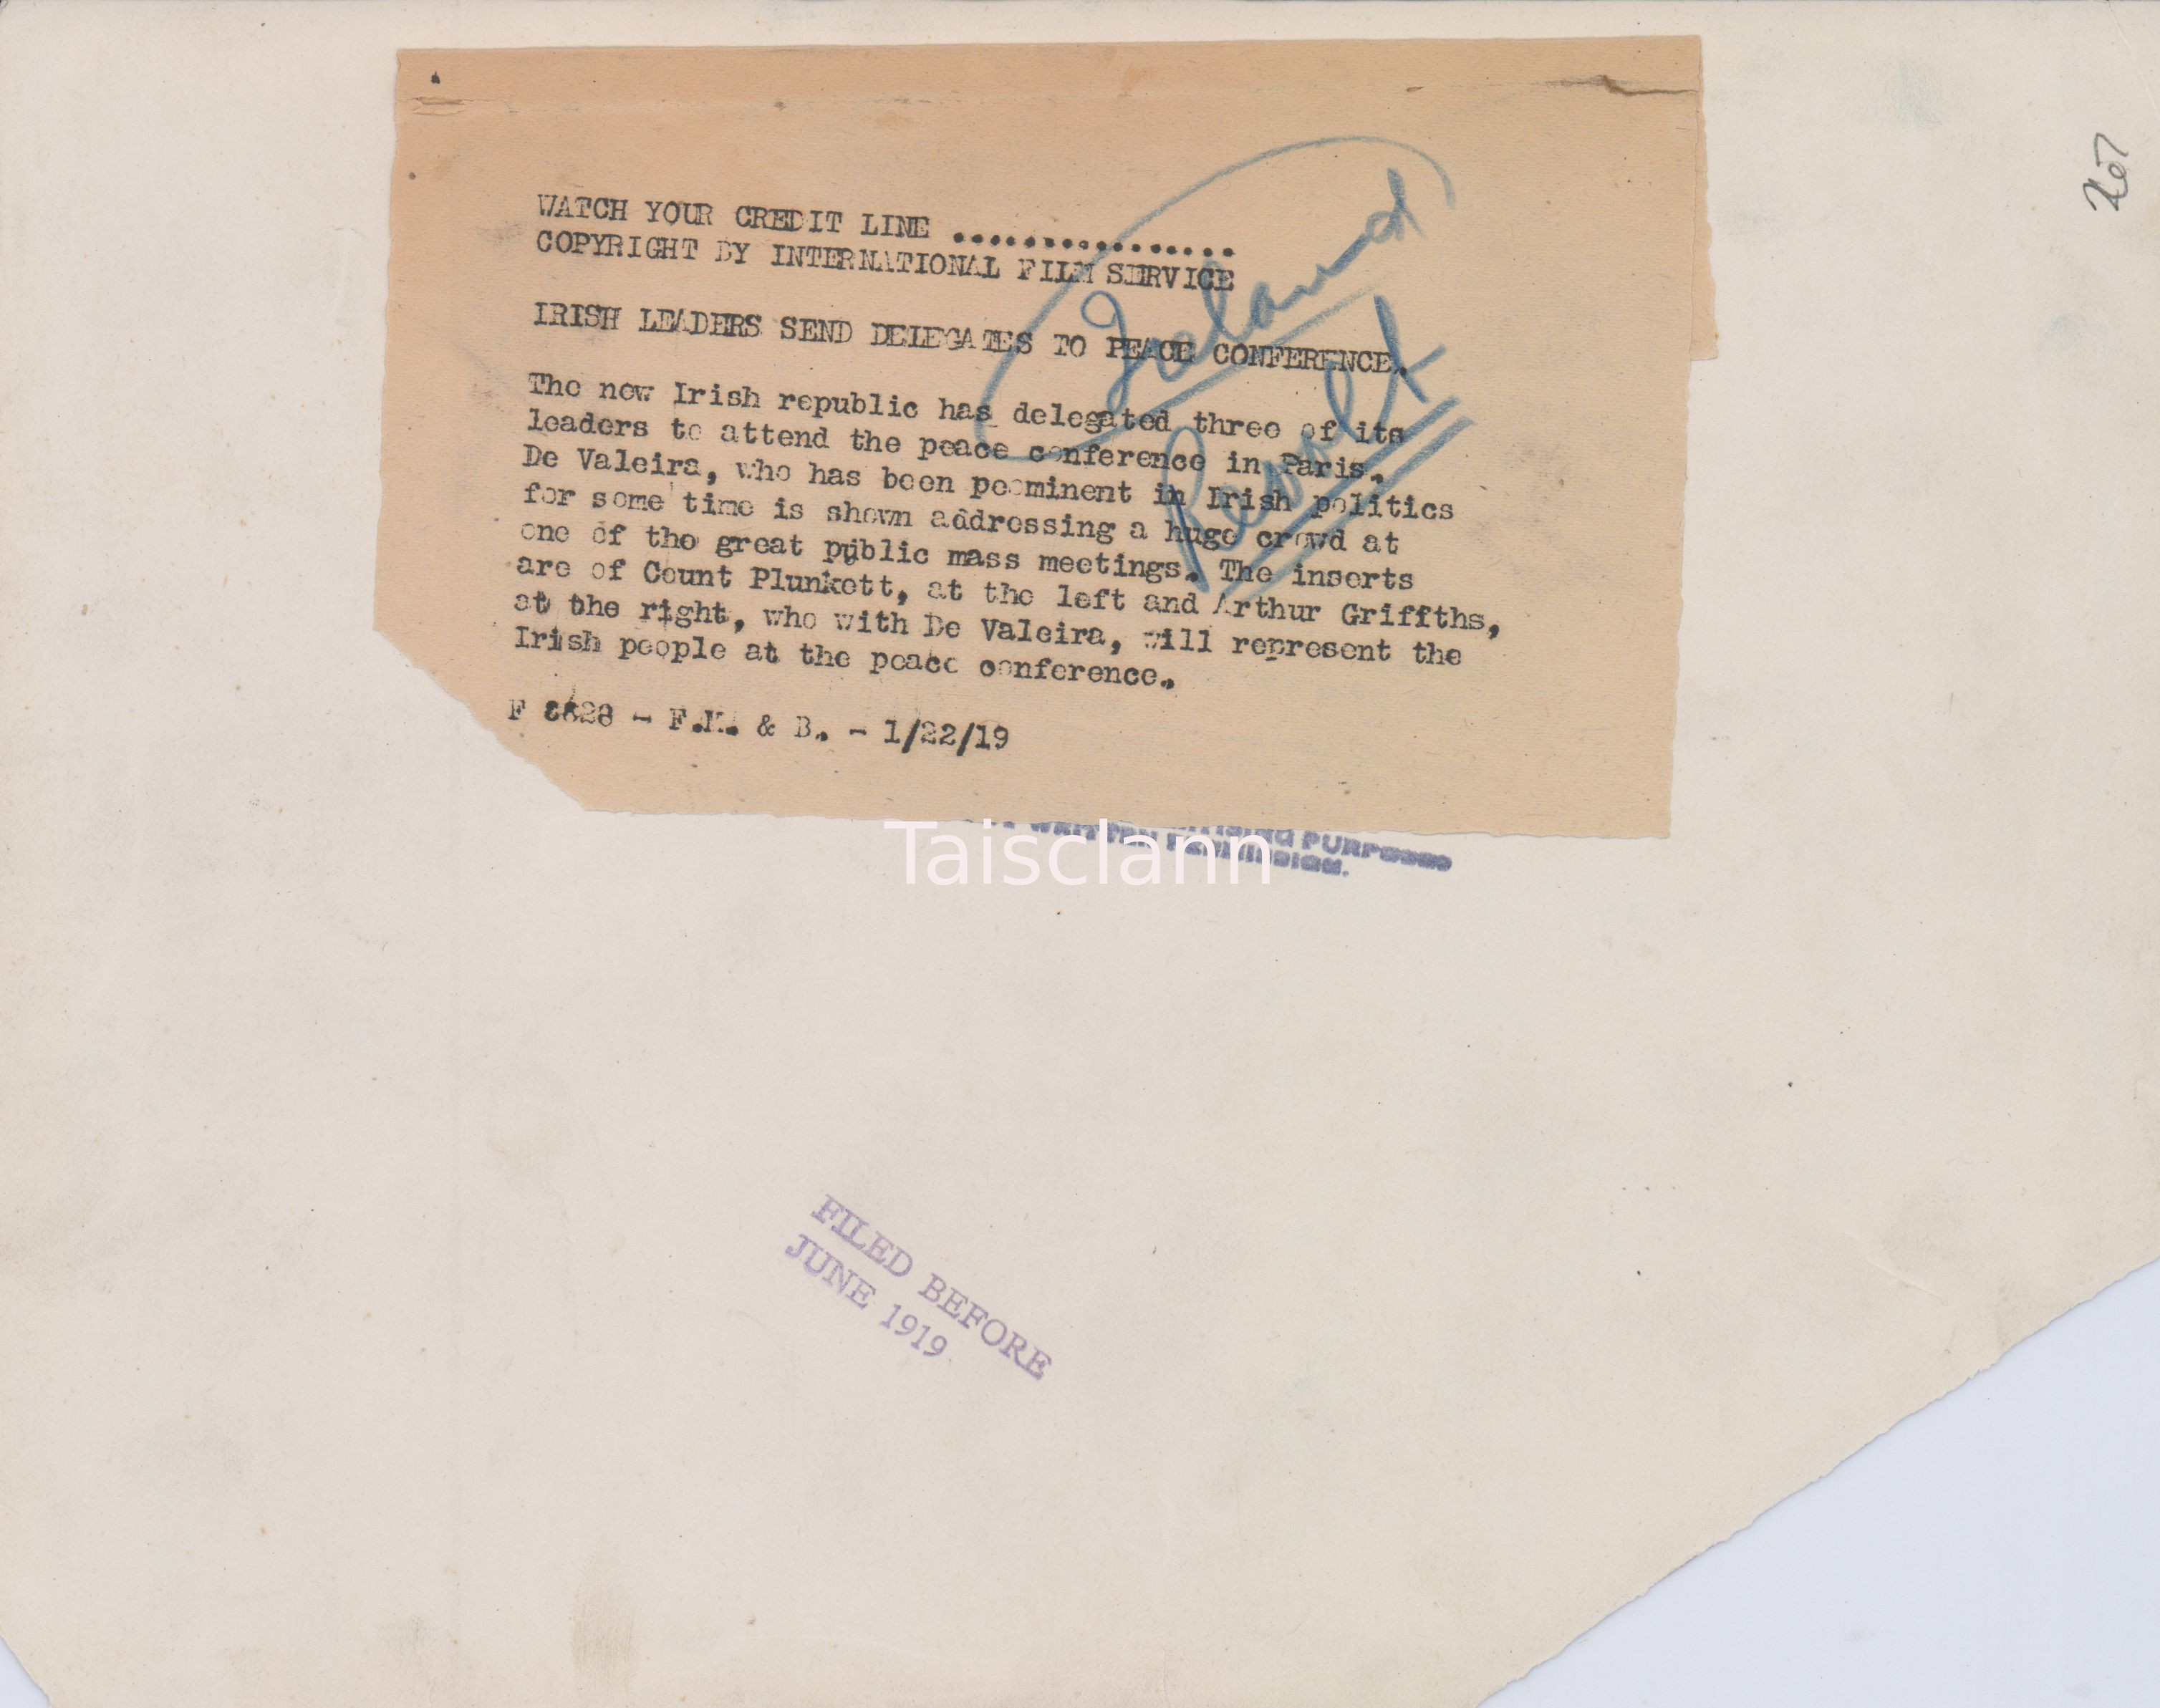 WATCH YOUR CREDIT LINE ................
COPYRIGHT BY INTERNATIONAL FILM SERVICE
IRISH LEADERS SEND DELEGATES TO PEACE CONFERENCE.
The new Irish republic has delegated three of its
leaders to attend the peace conference in Paris.
De Valeira, who has been pominent in Irish politics
for some time is shown addressing a huge crowd at
one of the great public mass meetings. The inserts
are of Count Plunkett, at the left and Arthur Griffths,
at the right, who with De Valeira, will represent the
Irish people at the peace conference.
F 8828 - F.M. & B. - 1/22/19
Ireland
Revolt
PURPOSES
WRITTEN PERMISSION.
Taisclann
FILED BEFORE
JUNE 1919